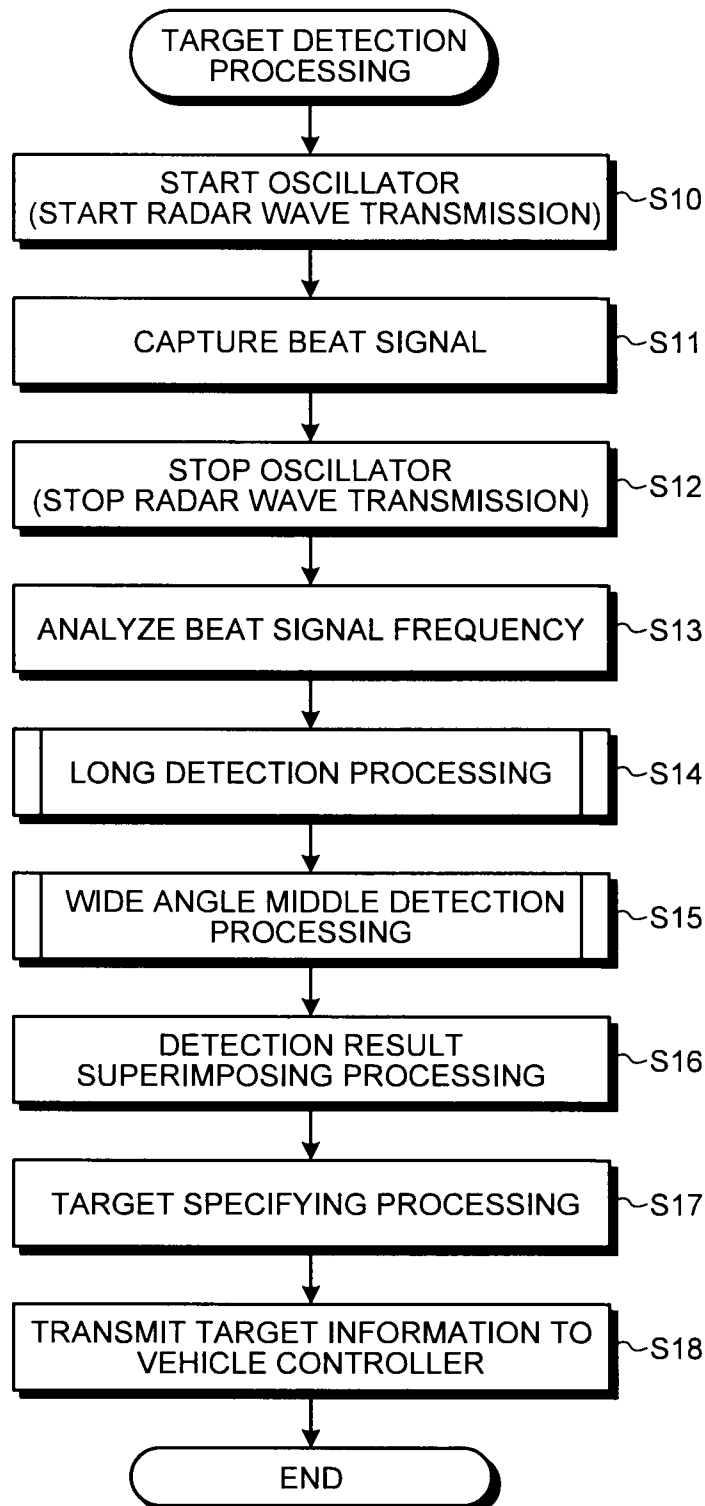 TARGET DETECTION
PROCESSING
START OSCILLATOR
(START RADAR WAVE TRANSMISSION)
S10
CAPTURE BEAT SIGNAL
S11
STOP OSCILLATOR
(STOP RADAR WAVE TRANSMISSION)
S12
ANALYZE BEAT SIGNAL FREQUENCY
S13
LONG DETECTION PROCESSING
S14
WIDE ANGLE MIDDLE DETECTION
PROCESSING
S15
DETECTION RESULT
SUPERIMPOSING PROCESSING
S16
TARGET SPECIFYING PROCESSING
S17
TRANSMIT TARGET INFORMATION TO
VEHICLE CONTROLLER
S18
END